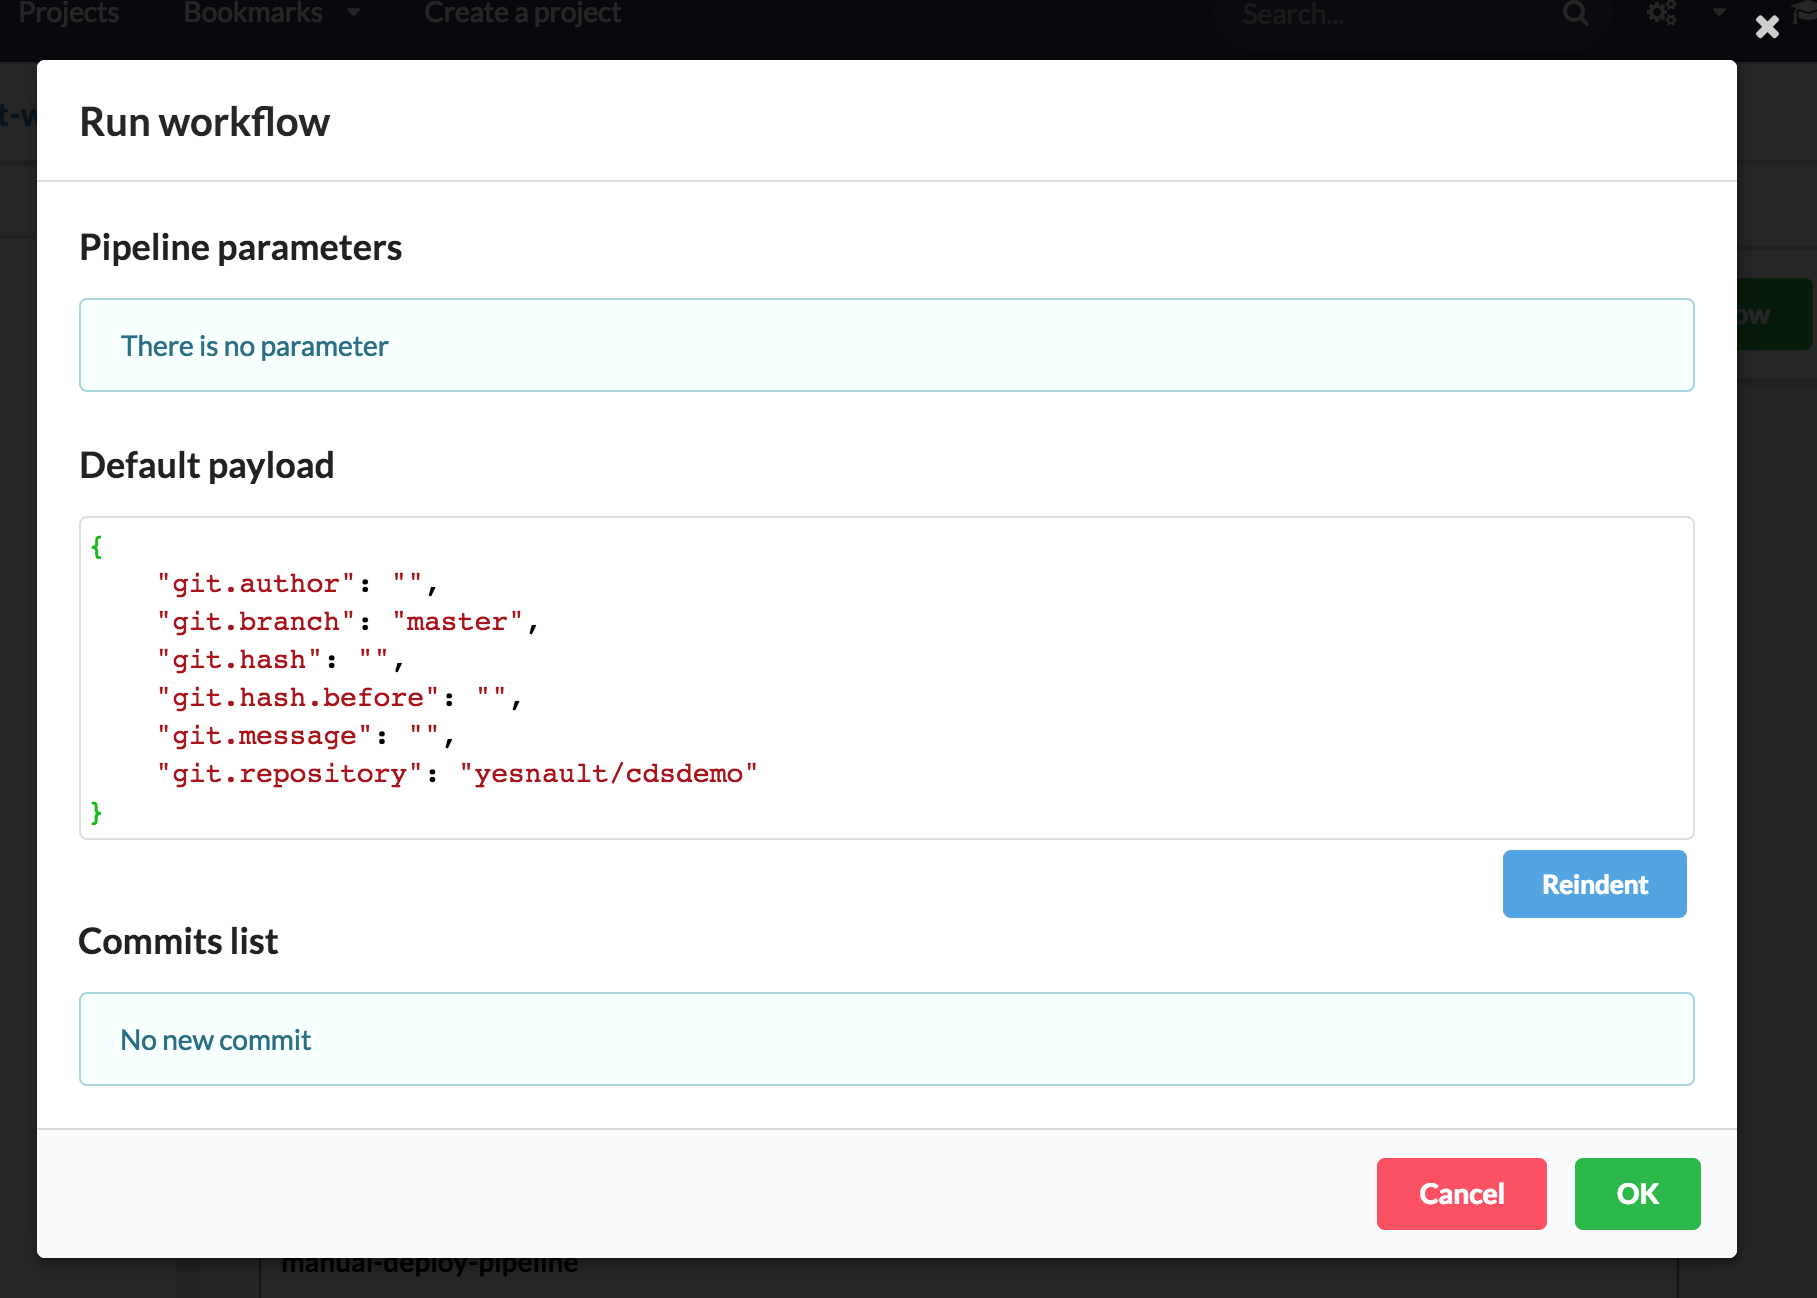 Projects Bookmarks Create a project Search...
t-w
Run workflow
Pipeline parameters
There is no parameter
ow
Default payload
{
    "git.author": "",
    "git.branch": "master",
    "git.hash": "",
    "git.hash.before": "",
    "git.message": "",
    "git.repository": "yesnault/cdsdemo"
}
Reindent
Commits list
No new commit
Cancel OK
manual-deploy-pipeline